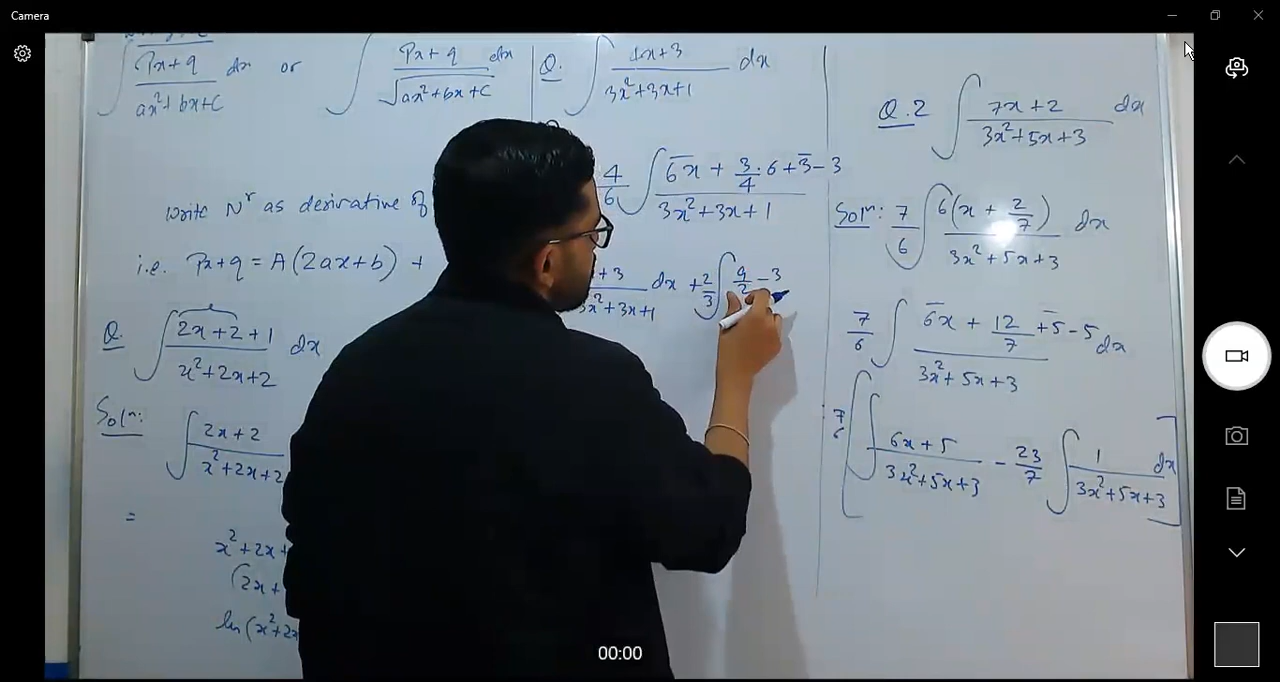 Camera
∫ (Px+q)/(ax²+bx+c) dx or ∫ (Px+q)/√(ax²+bx+c) dx
Write Nʳ as derivative of
i.e. Px+q = A(2ax+b) +
Q. ∫ (2x+2+1)/(x²+2x+2) dx
Solⁿ: ∫ (2x+2)/(x²+2x+2
=
x²+2x+
(2x+
ln(x²+2x
Q. ∫ (4x+3)/(3x²+3x+1) dx
4/6 ∫ (6x + 3/4 · 6 + 3 - 3)/(3x²+3x+1)
+3/3x²+3x+1 dx + 2/3 ∫ 9/2 - 3
Q.2 ∫ (7x+2)/(3x²+5x+3) dx
Solⁿ: 7/6 ∫ 6(x + 2/7)/(3x²+5x+3) dx
7/6 ∫ (6x + 12/7 + 5 - 5)/(3x²+5x+3) dx
7/6 [∫ (6x+5)/(3x²+5x+3) - 23/7 ∫ 1/(3x²+5x+3) dx]
00:00